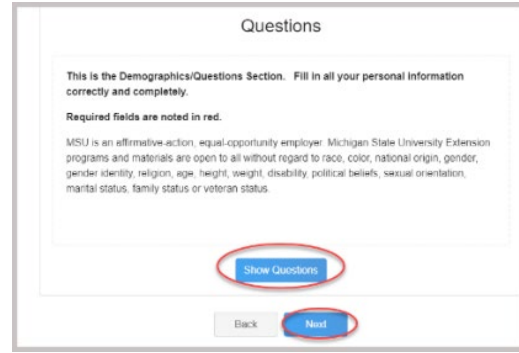 Questions
This is the Demographics/Questions Section. Fill in all your personal information
correctly and completely.
Required fields are noted in red.
MSU is an affirmative-action, equal-opportunity employer. Michigan State University Extension
programs and materials are open to all without regard to race, color, national origin, gender,
gender identity, religion, age, height, weight, disability, political beliefs, sexual orientation,
marital status, family status or veteran status.
Show Questions
Back Next